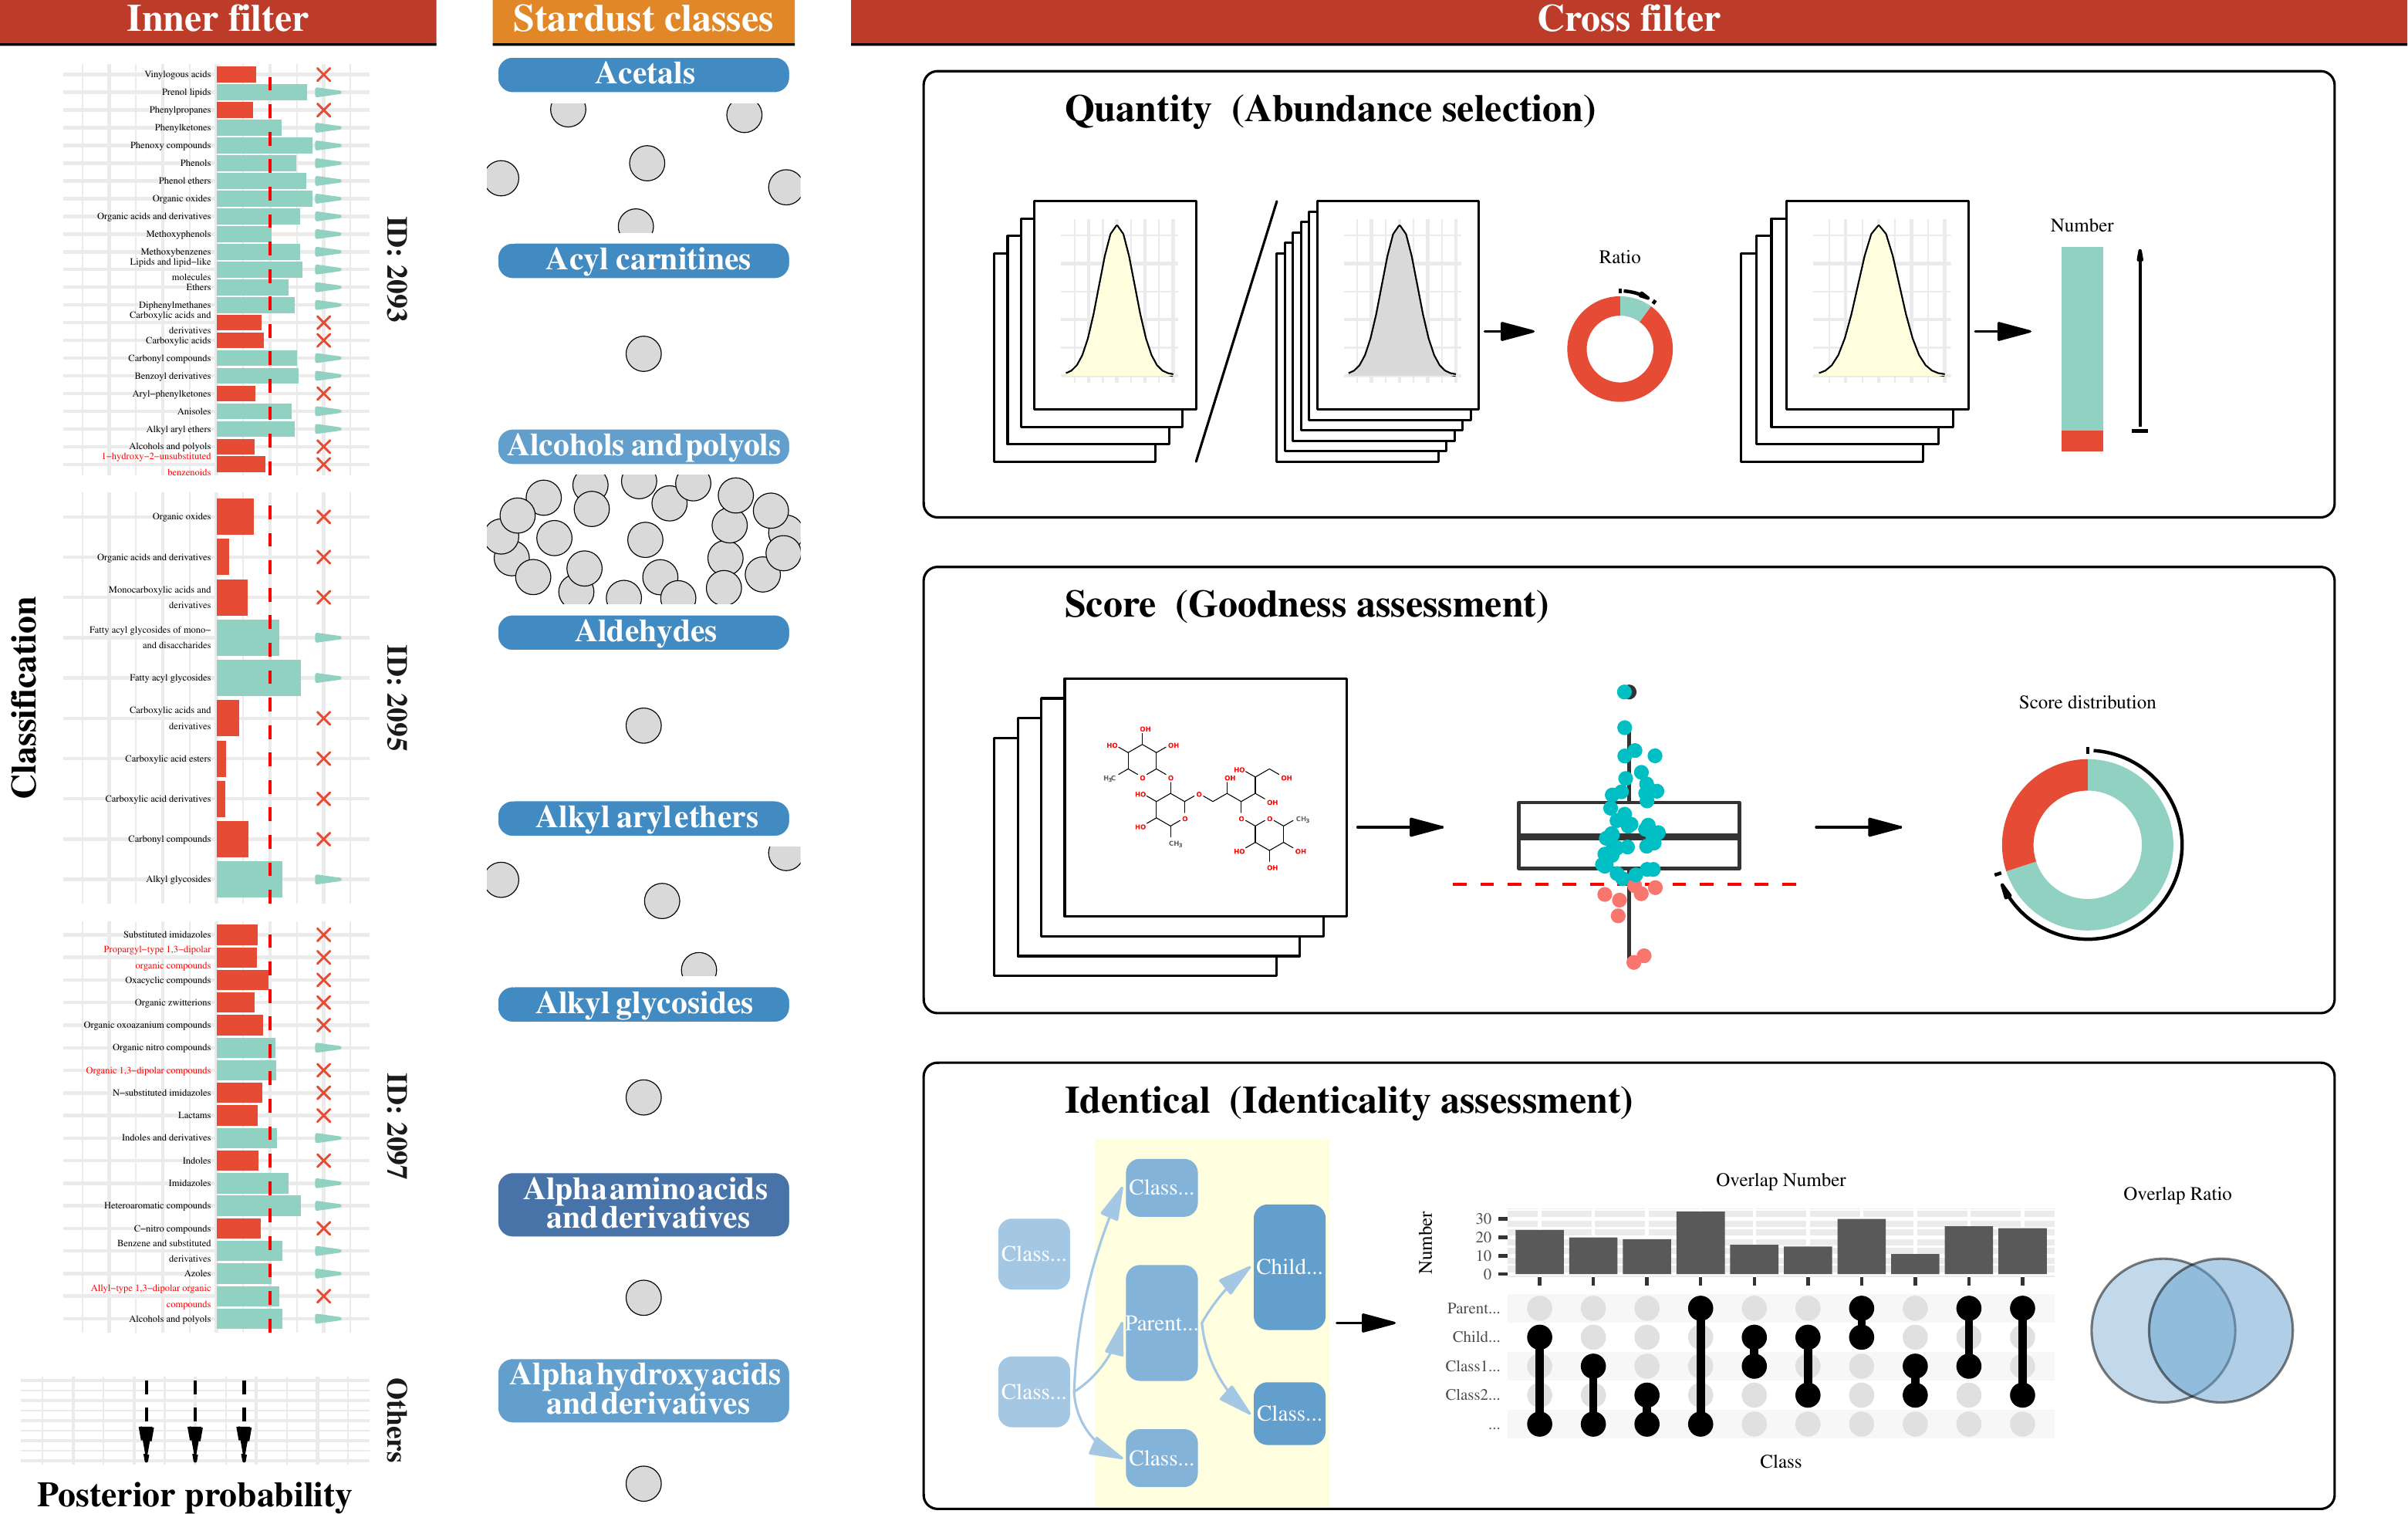 Inner filter
Classification
Vinylogous acids
Prenol lipids
Phenylpropanes
Phenylketones
Phenoxy compounds
Phenols
Phenol ethers
Organic oxides
Organic acids and derivatives
Methoxyphenols
Methoxybenzenes
Lipids and lipid−like
molecules
Ethers
Diphenylmethanes
Carboxylic acids and
derivatives
Carboxylic acids
Carbonyl compounds
Benzoyl derivatives
Aryl−phenylketones
Anisoles
Alkyl aryl ethers
Alcohols and polyols
1−hydroxy−2−unsubstituted
benzenoids
ID: 2093
Organic oxides
Organic acids and derivatives
Monocarboxylic acids and
derivatives
Fatty acyl glycosides of mono−
and disaccharides
Fatty acyl glycosides
Carboxylic acids and
derivatives
Carboxylic acid esters
Carboxylic acid derivatives
Carbonyl compounds
Alkyl glycosides
ID: 2095
Substituted imidazoles
Propargyl−type 1,3−dipolar
organic compounds
Oxacyclic compounds
Organic zwitterions
Organic oxoazanium compounds
Organic nitro compounds
Organic 1,3−dipolar compounds
N−substituted imidazoles
Lactams
Indoles and derivatives
Indoles
Imidazoles
Heteroaromatic compounds
C−nitro compounds
Benzene and substituted
derivatives
Azoles
Allyl−type 1,3−dipolar organic
compounds
Alcohols and polyols
ID: 2097
Others
Posterior probability
Stardust classes
Acetals
Acyl carnitines
Alcohols and polyols
Aldehydes
Alkyl aryl ethers
Alkyl glycosides
Alpha amino acids
and derivatives
Alpha hydroxy acids
and derivatives
Cross filter
Quantity (Abundance selection)
Ratio
Number
Score (Goodness assessment)
OH
HO
OH
H₃C
O
O
HO
O
HO
O
CH₃
OH
HO
OH
OH
O
O
CH₃
HO
OH
OH
Score distribution
Identical (Identicality assessment)
Class...
Class...
Class...
Parent...
Class...
Child...
Class...
Overlap Number
Number
30
20
10
0
Parent...
Child...
Class1...
Class2...
...
Class
Overlap Ratio